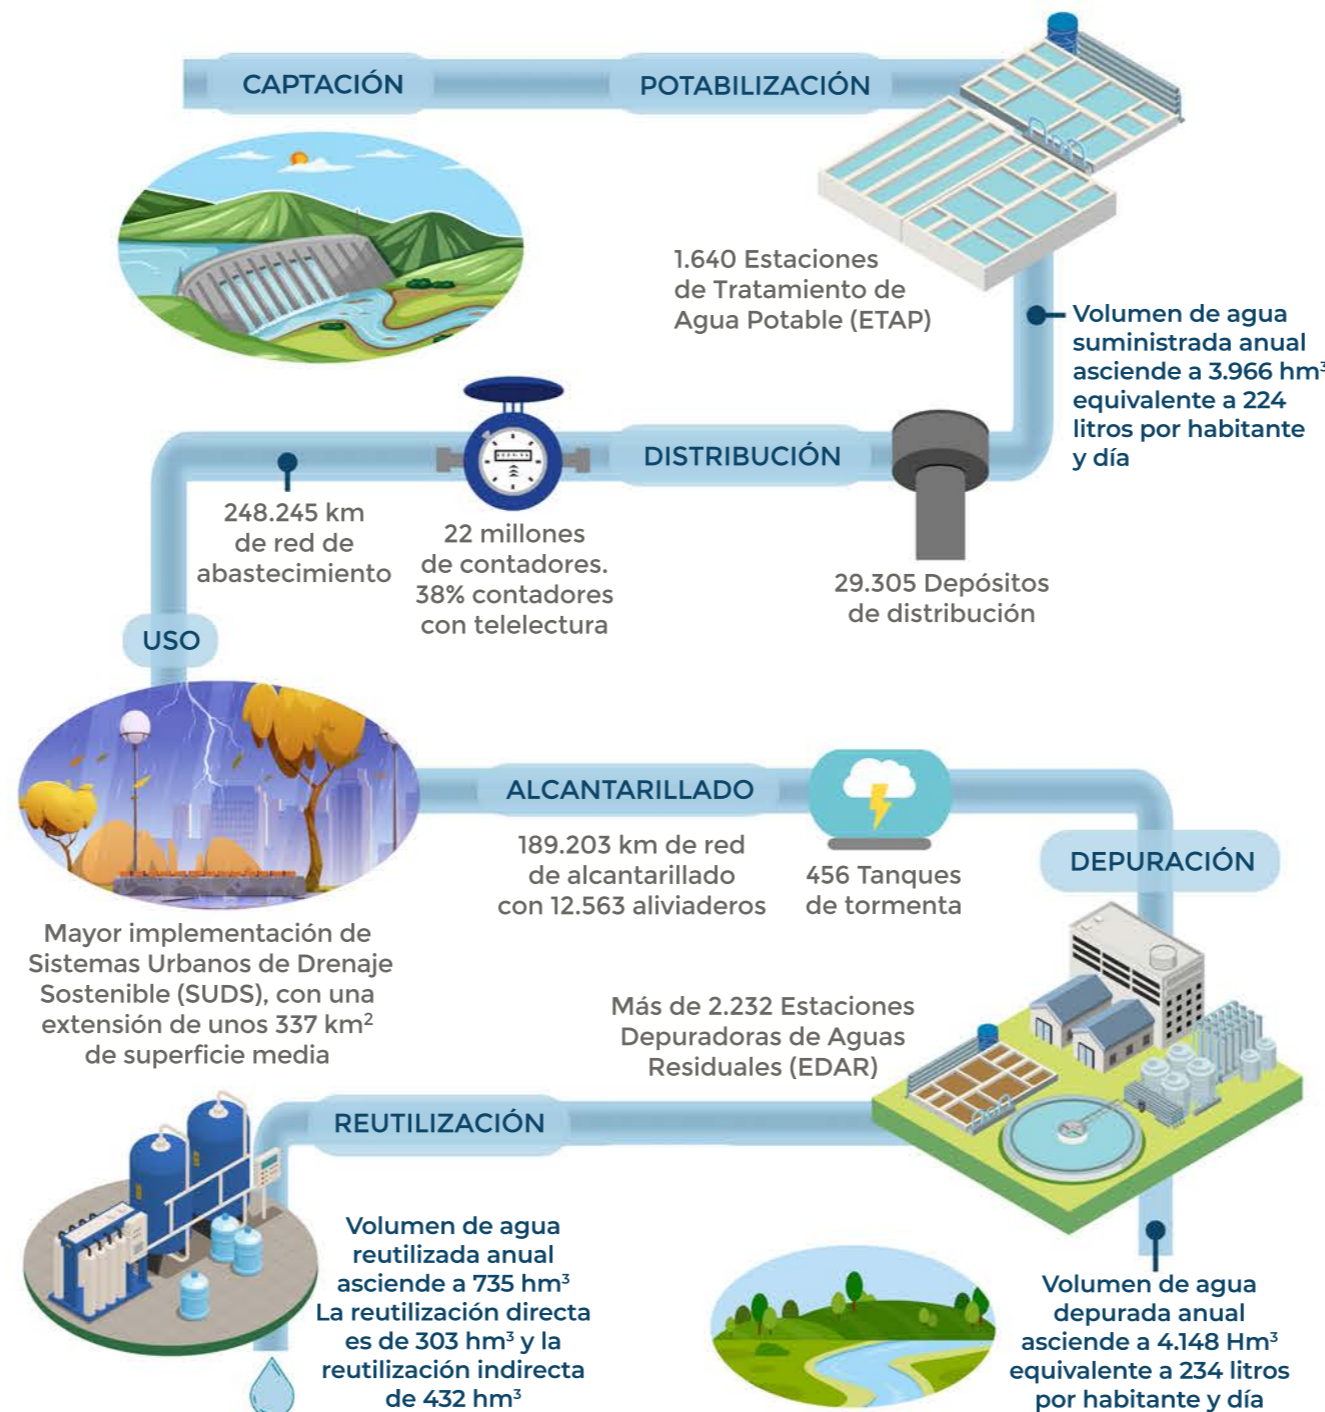 CAPTACIÓN
POTABILIZACIÓN
1.640 Estaciones
de Tratamiento de
Agua Potable (ETAP)
Volumen de agua
suministrada anual
asciende a 3.966 hm³
equivalente a 224
litros por habitante
y día
DISTRIBUCIÓN
29.305 Depósitos
de distribución
22 millones
de contadores.
38% contadores
con telelectura
248.245 km
de red de
abastecimiento
USO
Mayor implementación de
Sistemas Urbanos de Drenaje
Sostenible (SUDS), con una
extensión de unos 337 km²
de superficie media
ALCANTARILLADO
189.203 km de red
de alcantarillado
con 12.563 aliviaderos
456 Tanques
de tormenta
DEPURACIÓN
Más de 2.232 Estaciones
Depuradoras de Aguas
Residuales (EDAR)
REUTILIZACIÓN
Volumen de agua
reutilizada anual
asciende a 735 hm³
La reutilización directa
es de 303 hm³ y la
reutilización indirecta
de 432 hm³
Volumen de agua
depurada anual
asciende a 4.148 Hm³
equivalente a 234 litros
por habitante y día